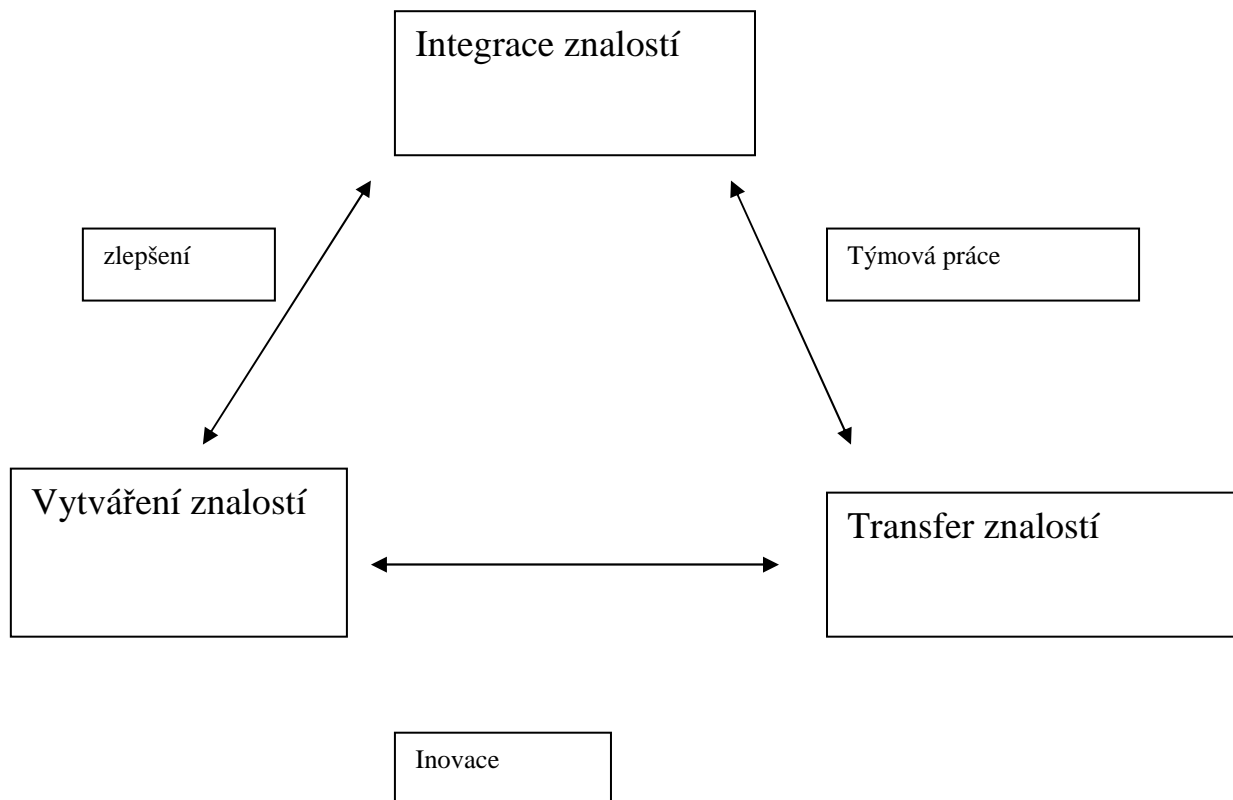 Integrace znalostí
zlepšení
Týmová práce
Vytváření znalostí
Transfer znalostí
Inovace